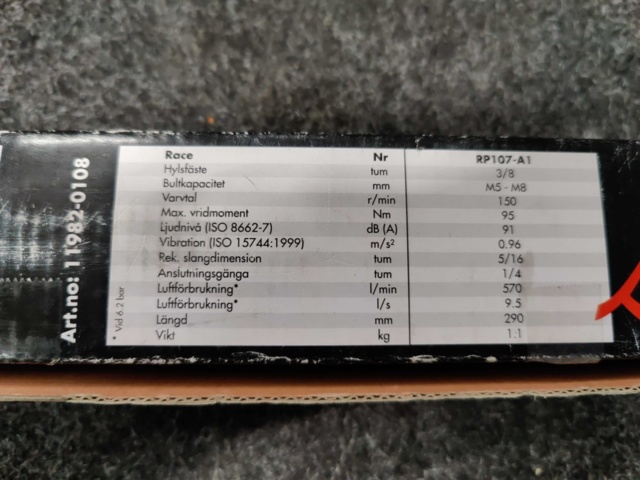 Art.no: 11982-0108
Race Nr RP107-A1
Hylsfäste tum 3/8
Bultkapacitet mm M5 - M8
Varvtal r/min 150
Max. vridmoment Nm 95
Ljudnivå (ISO 8662-7) dB (A) 91
Vibration (ISO 15744:1999) m/s² 0.96
Rek. slangdimension tum 5/16
Anslutningsgänga tum 1/4
Luftförbrukning* l/min 570
Luftförbrukning* l/s 9.5
Längd mm 290
Vikt kg 1.1
* Vid 6.2 bar